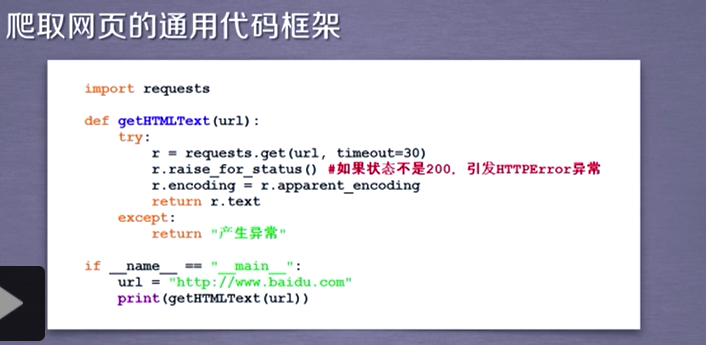 爬取网页的通用代码框架
import requests
def getHTMLText(url):
try:
r = requests.get(url, timeout=30)
r.raise_for_status() #如果状态不是200，引发HTTPError异常
r.encoding = r.apparent_encoding
return r.text
except:
return "产生异常"
if __name__ == "__main__":
url = "http://www.baidu.com"
print(getHTMLText(url))